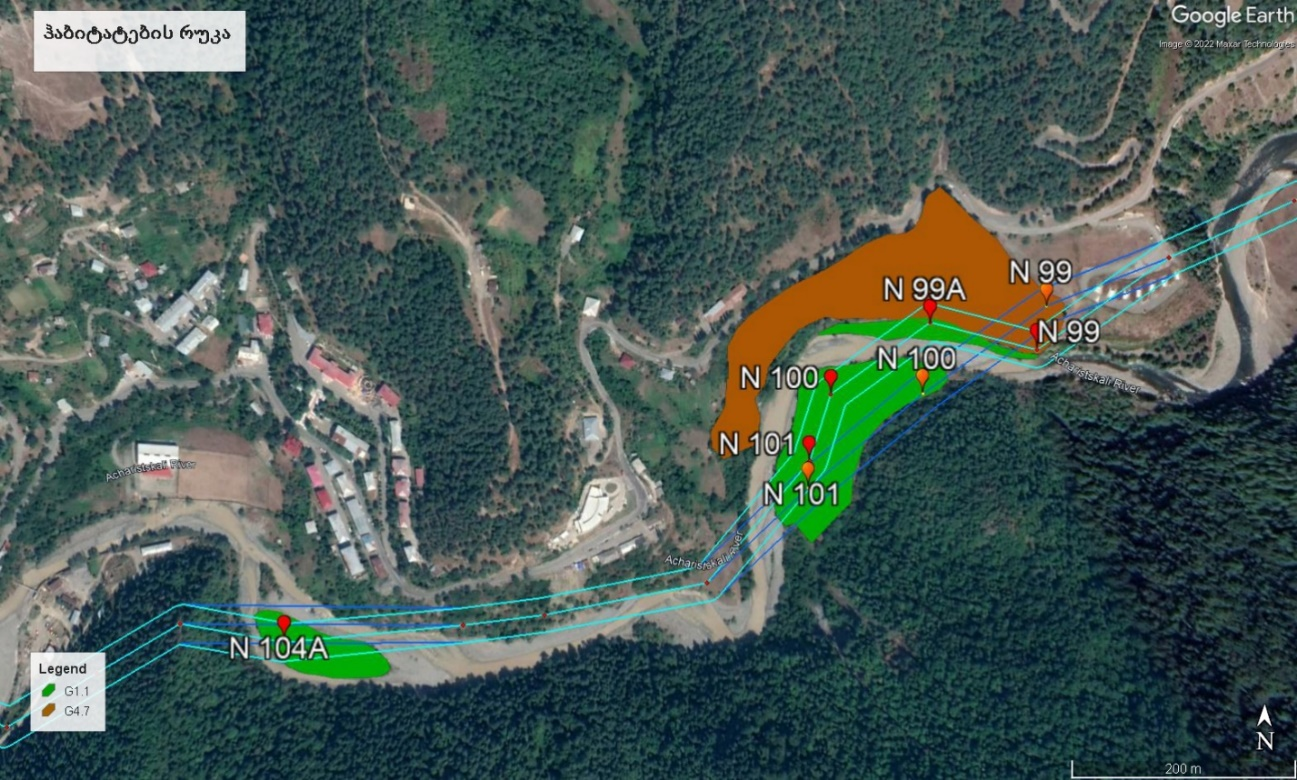 ჰაბიტატების რუკა
Google Earth
Image © 2022 Maxar Technologies
N 99
N 99A
N 99
N 100
Acharistskali River
N 100
N 101
Acharistskali River
N 101
Acharistskali River
N 104A
Legend
G1.1
G4.7
N
200 m